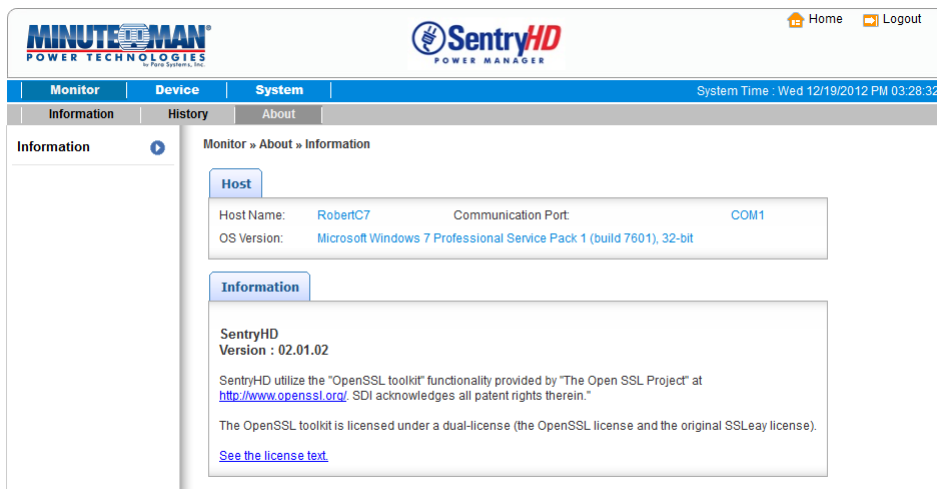 Home Logout
MINUTEMAN®
POWER TECHNOLOGIES
by Para Systems, Inc.
SentryHD
POWER MANAGER
Monitor Device System System Time : Wed 12/19/2012 PM 03:28:32
Information History About
Information
Monitor » About » Information
Host
Host Name: RobertC7 Communication Port: COM1
OS Version: Microsoft Windows 7 Professional Service Pack 1 (build 7601), 32-bit
Information
SentryHD
Version : 02.01.02
SentryHD utilize the "OpenSSL toolkit" functionality provided by "The Open SSL Project" at
http://www.openssl.org/. SDI acknowledges all patent rights therein."
The OpenSSL toolkit is licensed under a dual-license (the OpenSSL license and the original SSLeay license).
See the license text.